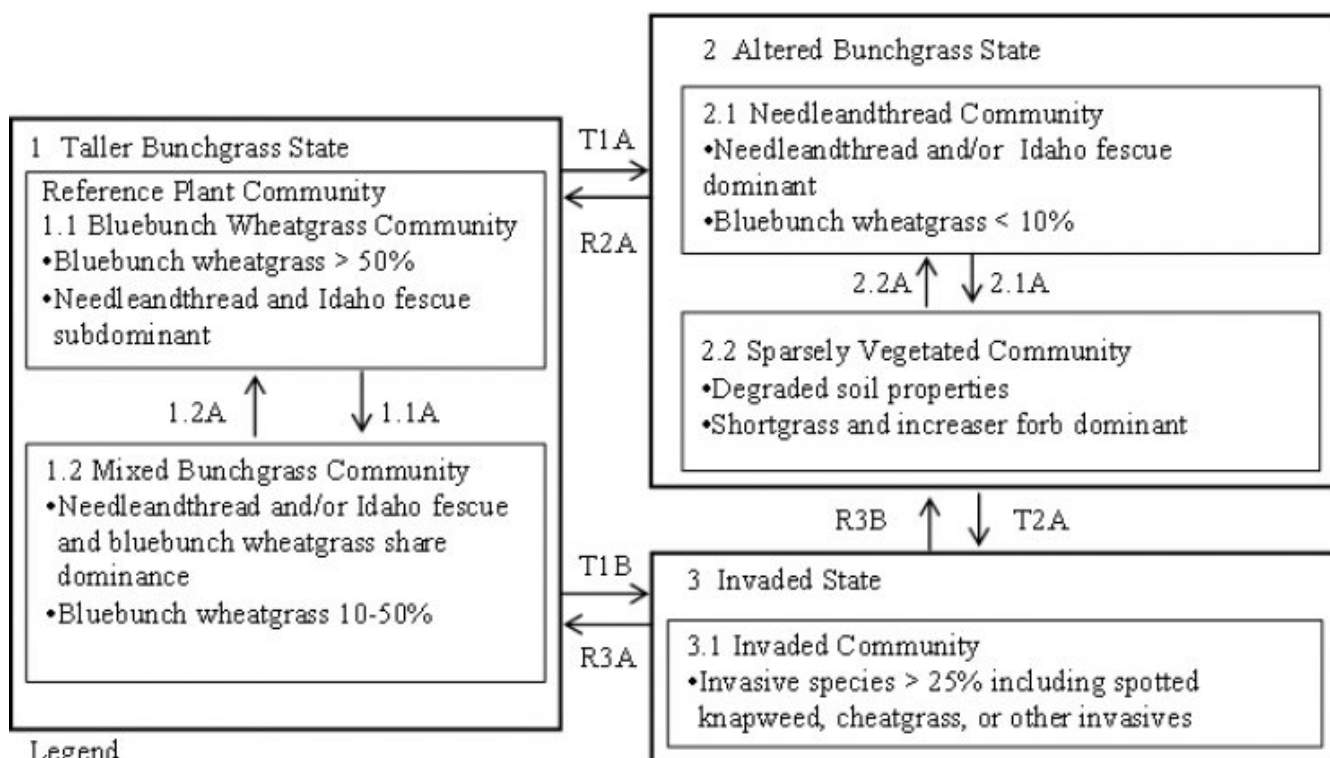 1 Taller Bunchgrass State
Reference Plant Community
1.1 Bluebunch Wheatgrass Community
•Bluebunch wheatgrass > 50%
•Needleandthread and Idaho fescue
subdominant
1.2A
1.1A
1.2 Mixed Bunchgrass Community
•Needleandthread and/or Idaho fescue
and bluebunch wheatgrass share
dominance
•Bluebunch wheatgrass 10-50%
T1A
R2A
2 Altered Bunchgrass State
2.1 Needleandthread Community
•Needleandthread and/or Idaho fescue
dominant
•Bluebunch wheatgrass < 10%
2.2A
2.1A
2.2 Sparsely Vegetated Community
•Degraded soil properties
•Shortgrass and increaser forb dominant
R3B
T2A
T1B
R3A
3 Invaded State
3.1 Invaded Community
•Invasive species > 25% including spotted
knapweed, cheatgrass, or other invasives
Legend